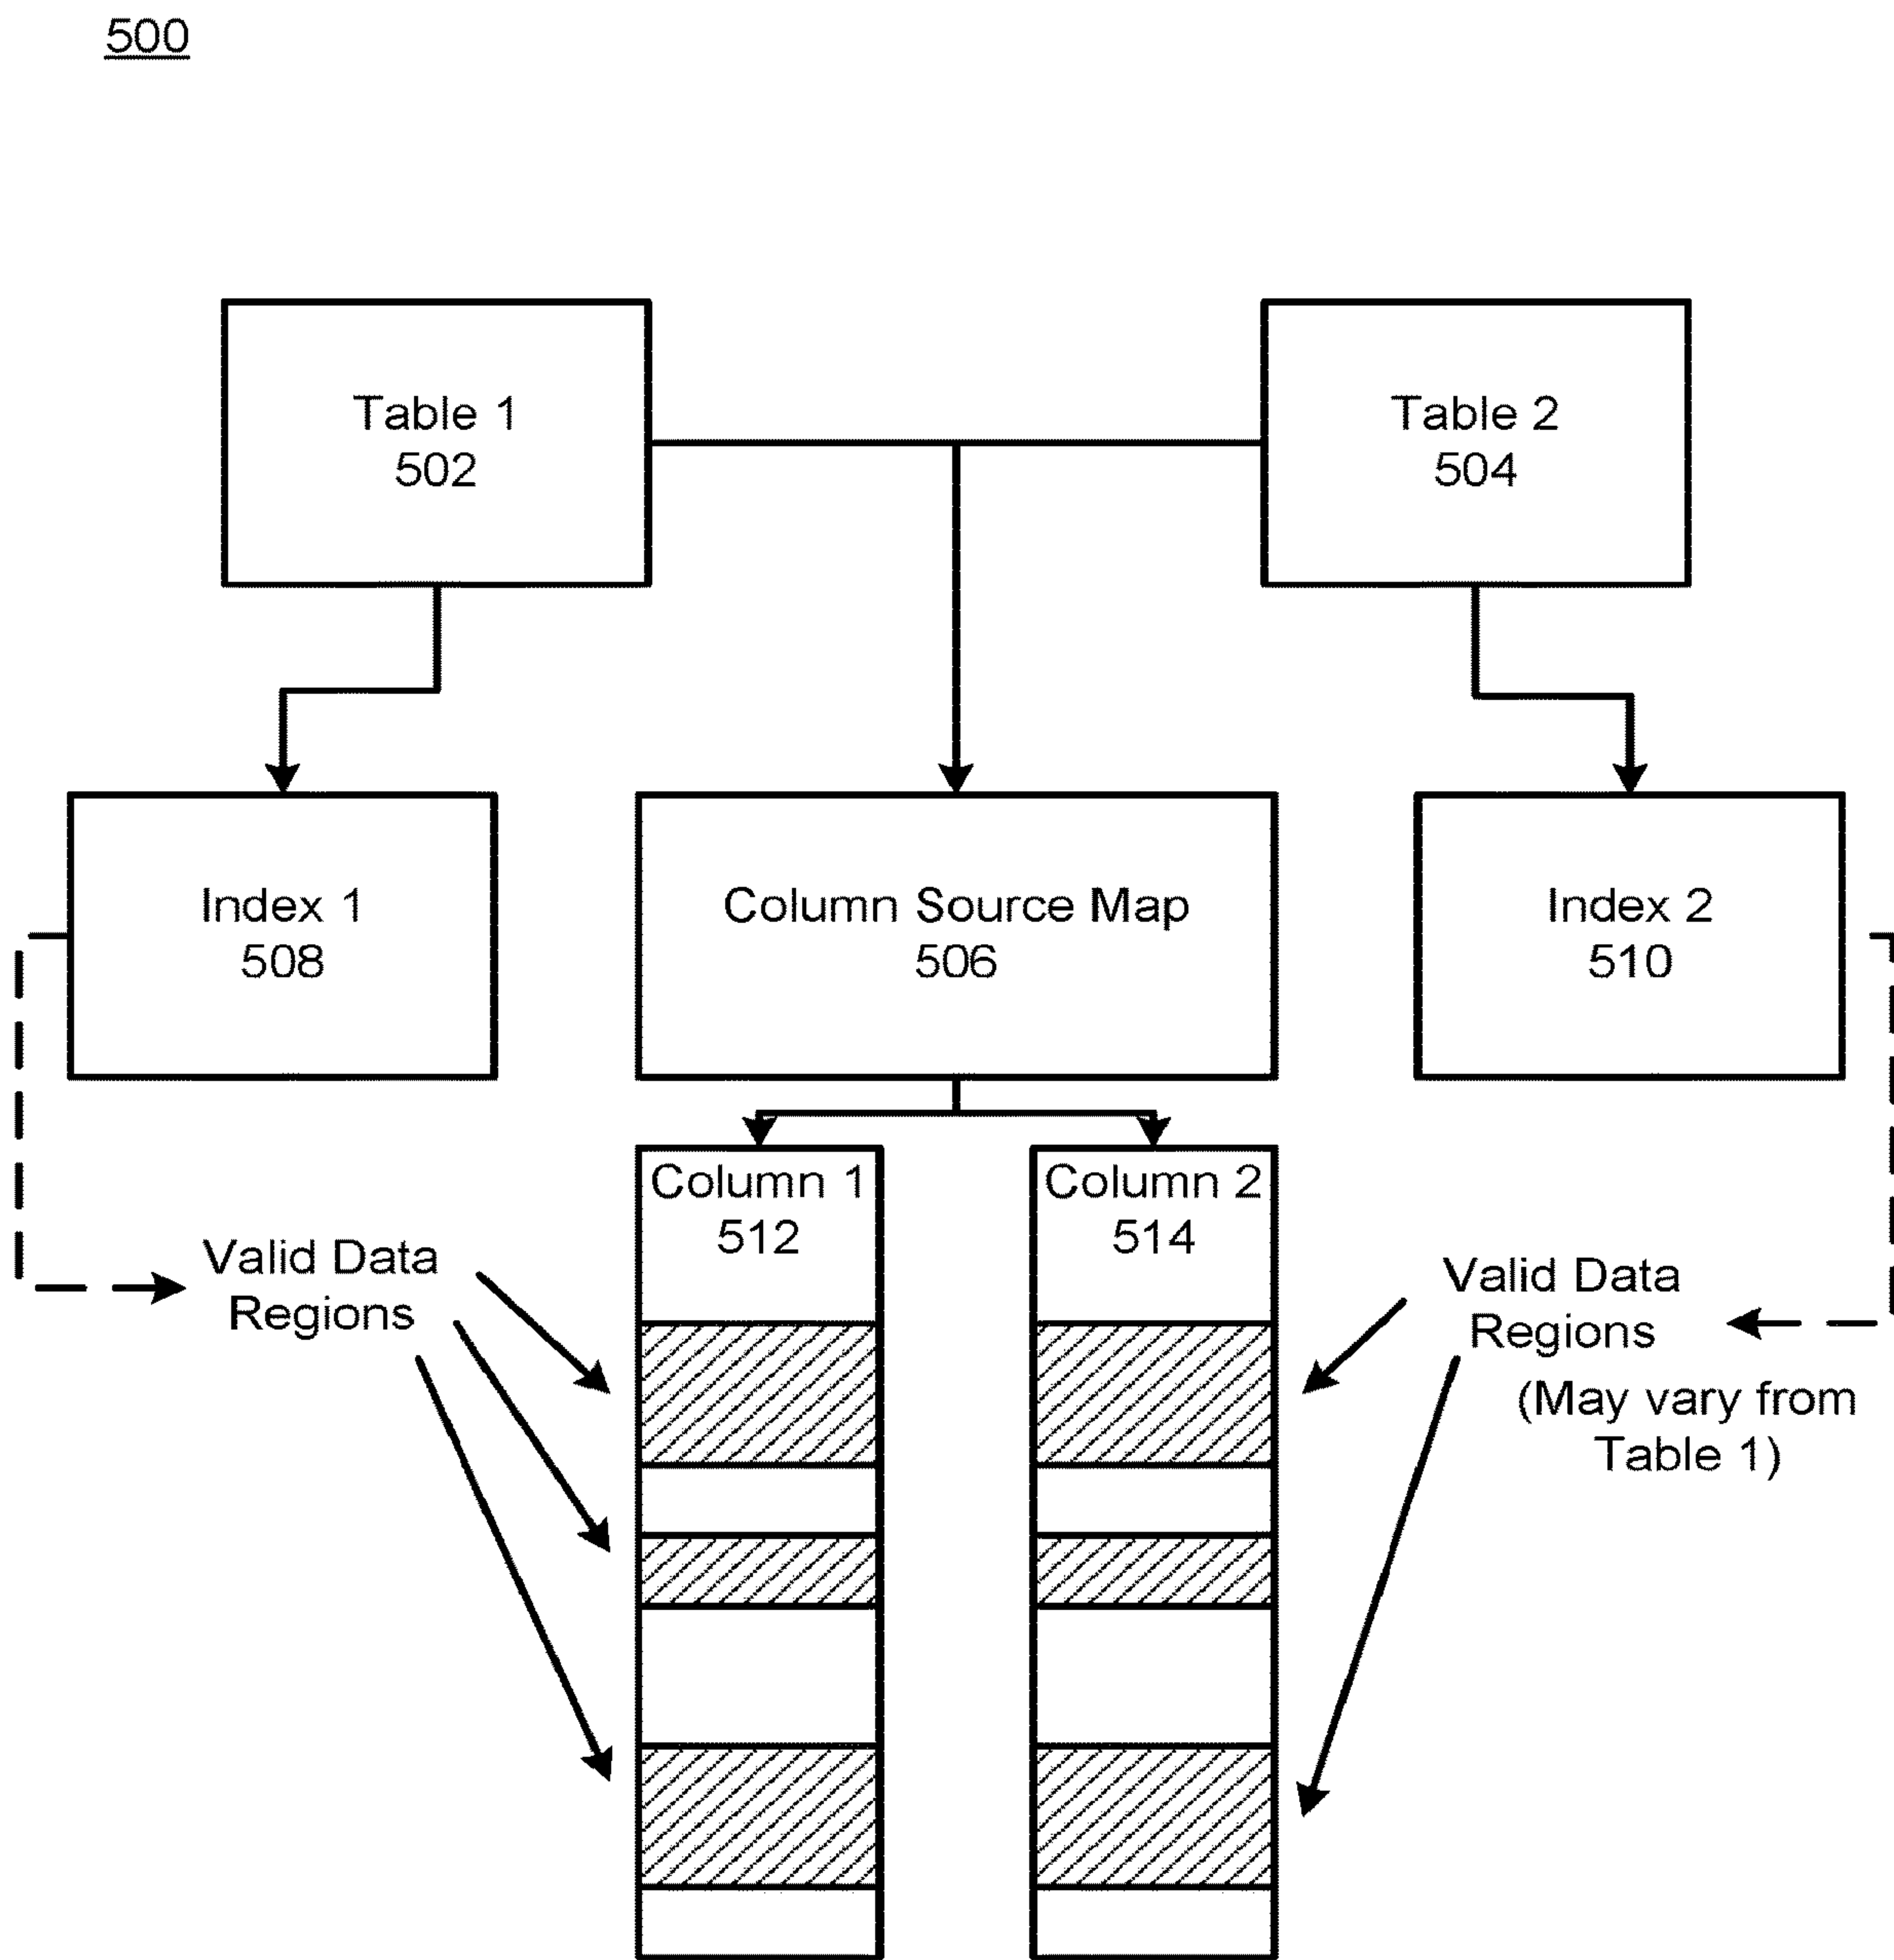 500
Table 1
502
Table 2
504
Index 1
508
Column Source Map
506
Index 2
510
Column 1
512
Column 2
514
Valid Data
Regions
Valid Data
Regions
(May vary from
Table 1)